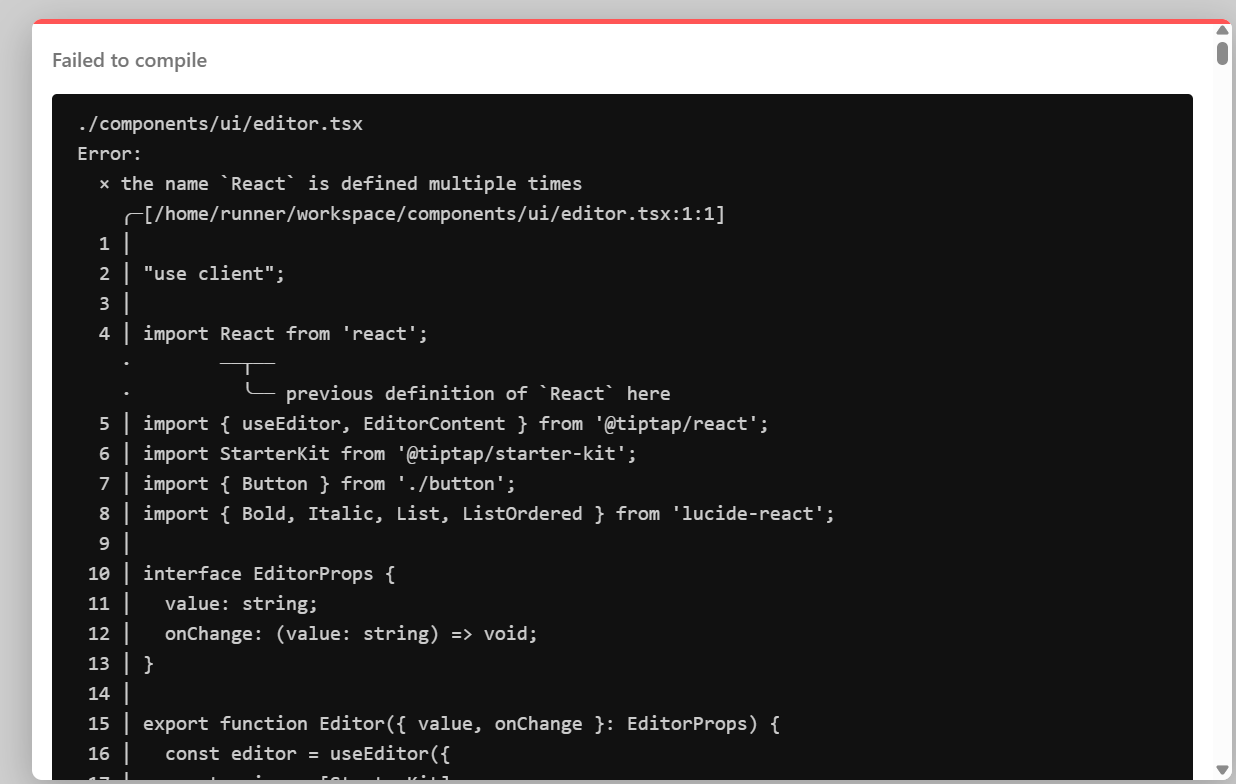 Failed to compile
./components/ui/editor.tsx
Error:
  × the name `React` is defined multiple times
    ╭─[/home/runner/workspace/components/ui/editor.tsx:1:1]
  1 │
  2 │ "use client";
  3 │
  4 │ import React from 'react';
    ·        ──┬──
    ·          ╰── previous definition of `React` here
  5 │ import { useEditor, EditorContent } from '@tiptap/react';
  6 │ import StarterKit from '@tiptap/starter-kit';
  7 │ import { Button } from './button';
  8 │ import { Bold, Italic, List, ListOrdered } from 'lucide-react';
  9 │
 10 │ interface EditorProps {
 11 │   value: string;
 12 │   onChange: (value: string) => void;
 13 │ }
 14 │
 15 │ export function Editor({ value, onChange }: EditorProps) {
 16 │   const editor = useEditor({